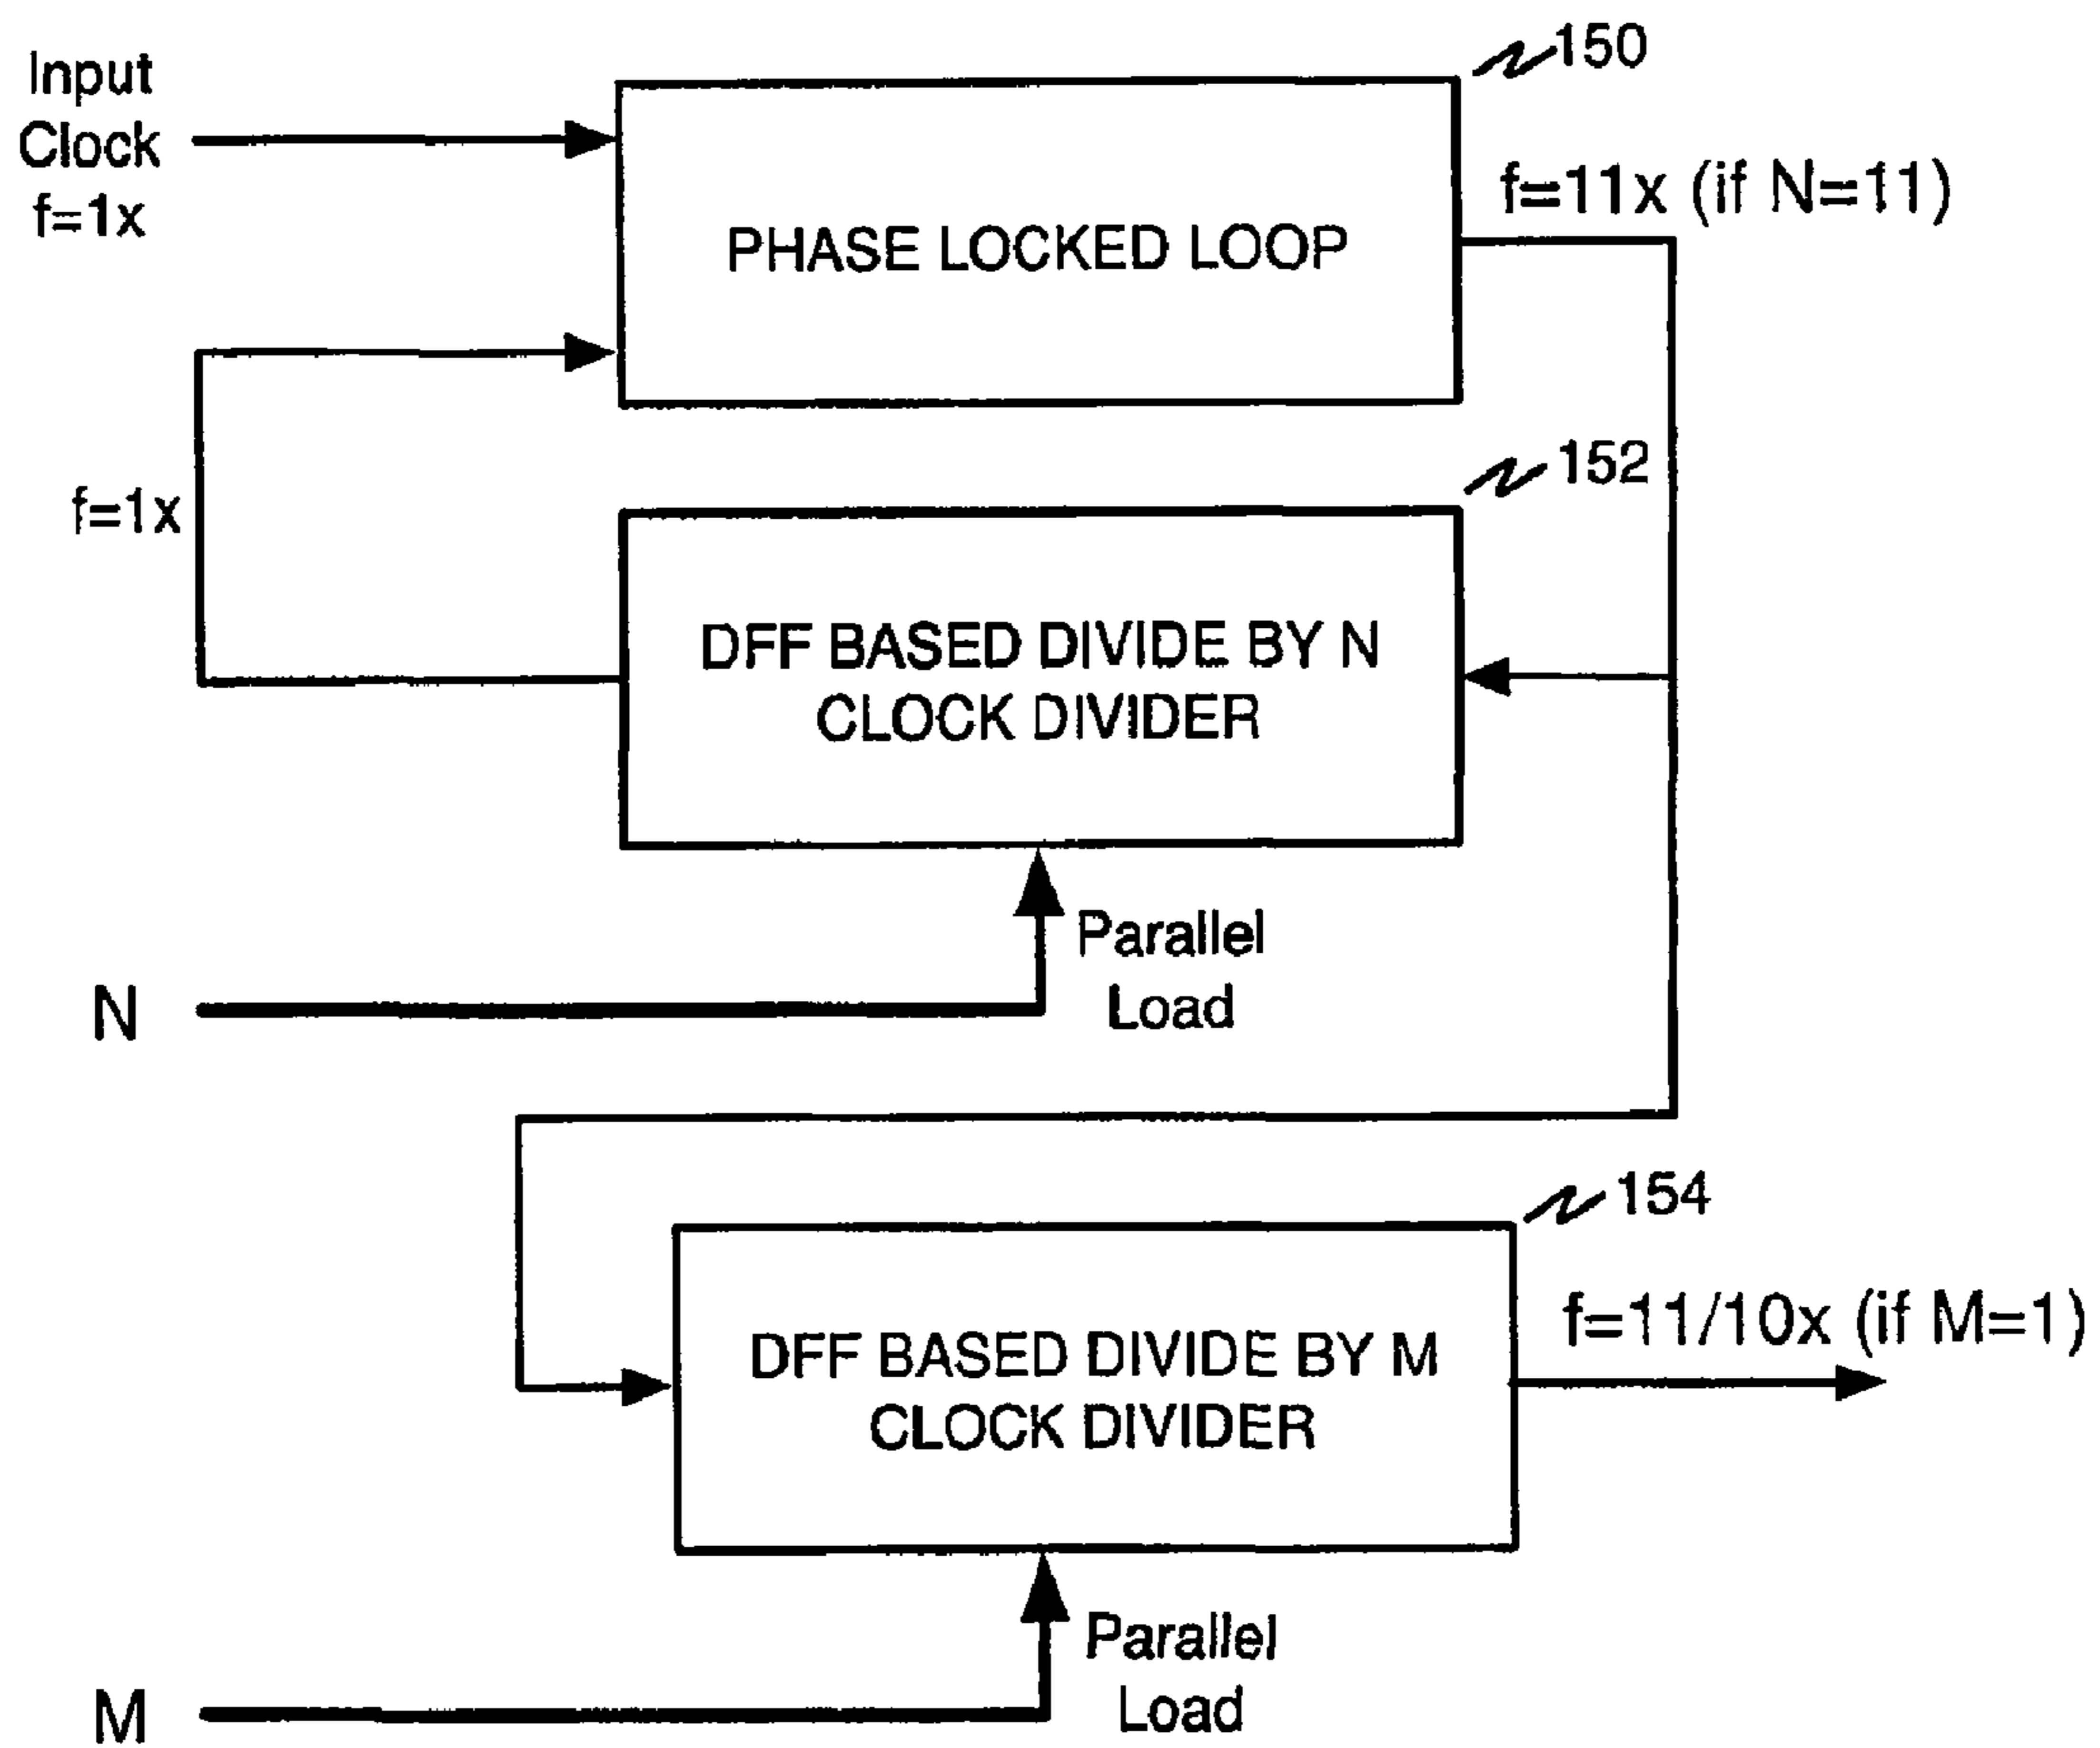 150
Input
Clock
f=1x
f=11x (if N=11)
PHASE LOCKED LOOP
152
f=1x
DFF BASED DIVIDE BY N
CLOCK DIVIDER
Parallel
Load
N
154
f=11/10x (if M=1)
DFF BASED DIVIDE BY M
CLOCK DIVIDER
Parallel
Load
M